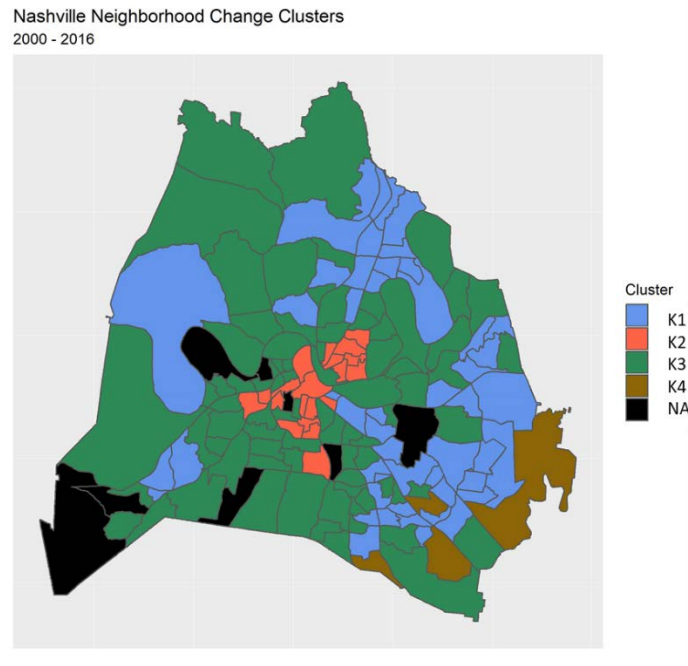 Nashville Neighborhood Change Clusters
2000 - 2016
Cluster
K1
K2
K3
K4
NA